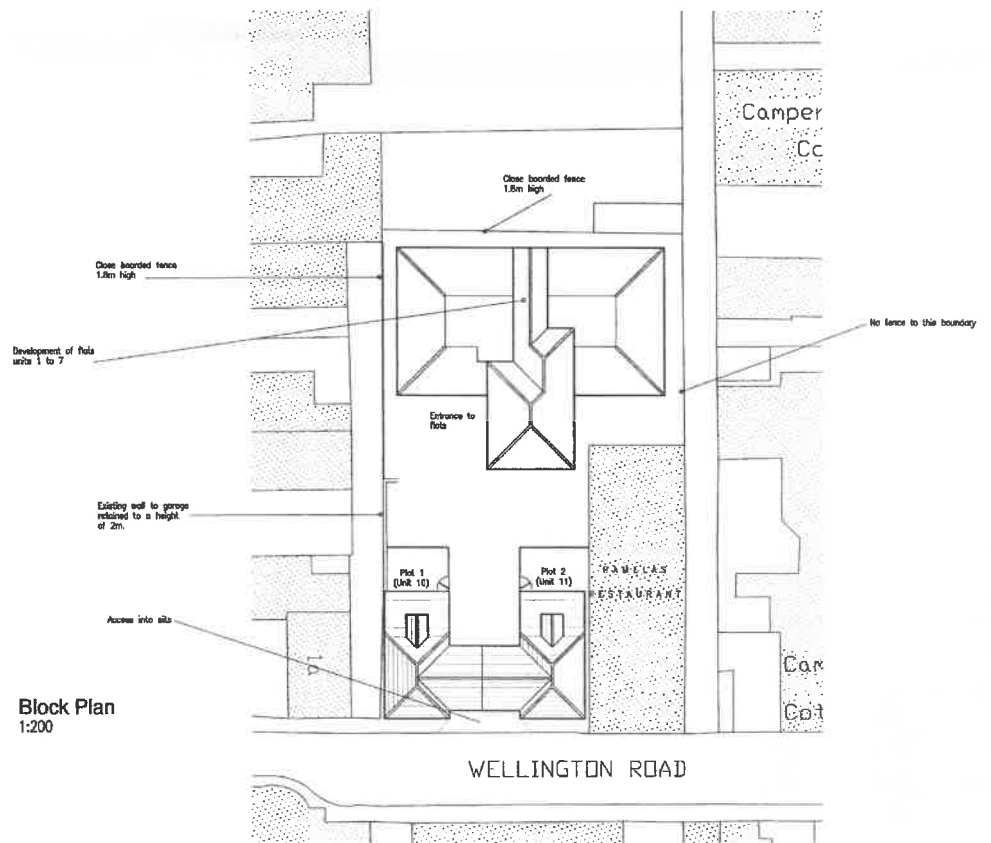 Camper
Co
Close boarded fence
1.8m high
Close boarded fence
1.8m high
No fence to this boundary
Development of flats
units 1 to 7
Entrance to
flats
Existing wall to garage
retained to a height
of 2m.
Plot 1
(Unit 10)
Plot 2
(Unit 11)
PAMELAS
RESTAURANT
Access into site
Cam
Cot
Block Plan
1:200
WELLINGTON ROAD